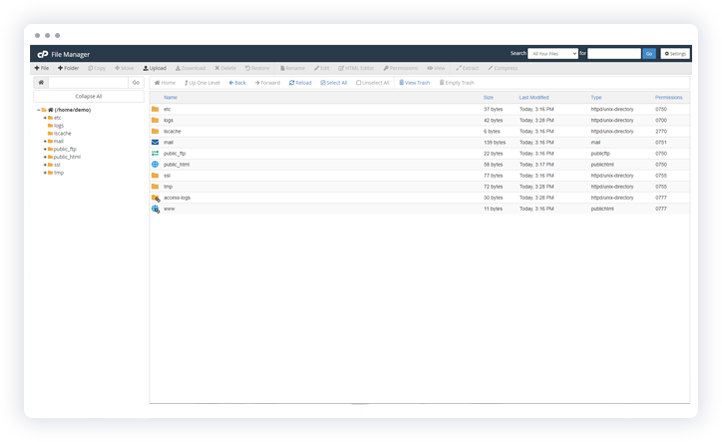 File Manager
Search All Your Files for Go Settings
File Folder Copy Move Upload Download Delete Restore Rename Edit HTML Editor Permissions View Extract Compress
Go Home Up One Level Back Forward Reload Select All Unselect All View Trash Empty Trash
Collapse All
(/home/demo)
etc
logs
lscache
mail
public_ftp
public_html
ssl
tmp
Name Size Last Modified Type Permissions
etc 37 bytes Today, 3:16 PM httpd/unix-directory 0750
logs 42 bytes Today, 3:28 PM httpd/unix-directory 0700
lscache 6 bytes Today, 3:16 PM httpd/unix-directory 2770
mail 139 bytes Today, 3:16 PM mail 0751
public_ftp 22 bytes Today, 3:16 PM publicftp 0750
public_html 58 bytes Today, 3:17 PM publichtml 0750
ssl 77 bytes Today, 3:16 PM httpd/unix-directory 0755
tmp 72 bytes Today, 3:28 PM httpd/unix-directory 0755
access-logs 30 bytes Today, 3:28 PM httpd/unix-directory 0777
www 11 bytes Today, 3:16 PM publichtml 0777